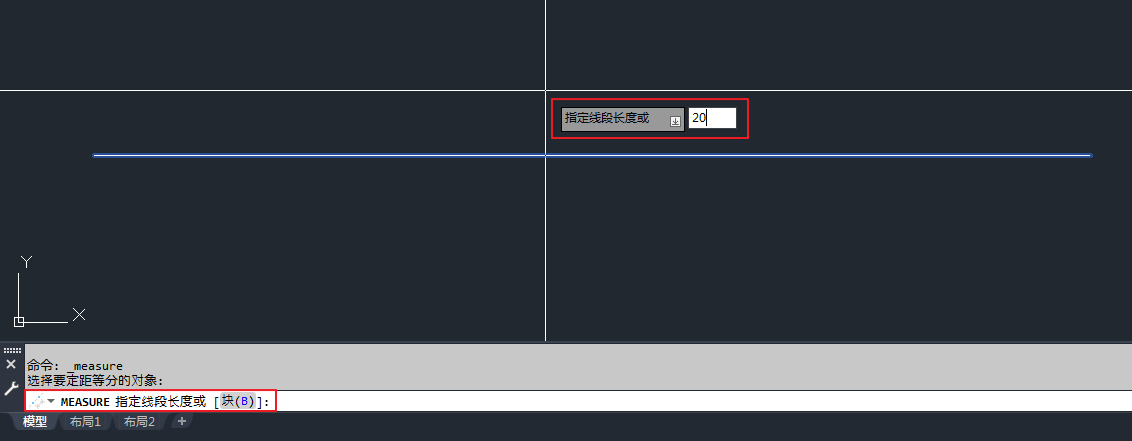 指定线段长度或 20
Y
X
命令: _measure
选择要定距等分的对象:
MEASURE 指定线段长度或 [块(B)]:
模型 布局1 布局2 +